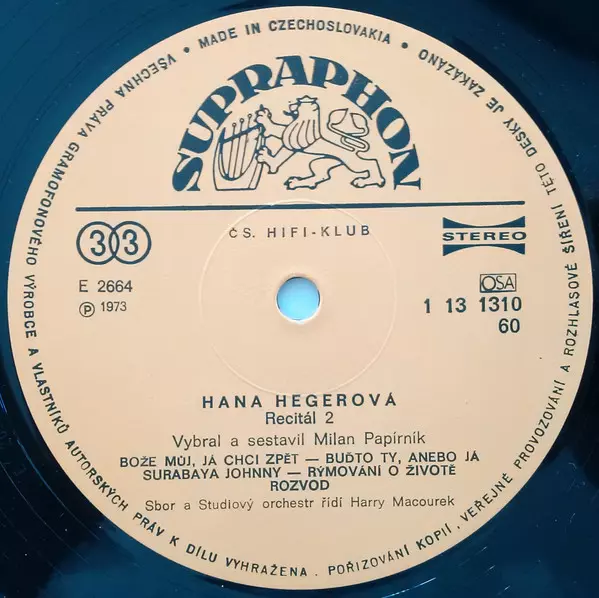 VŠECHNA PRÁVA GRAMOFONOVÉHO VÝROBCE A VLASTNÍKŮ AUTORSKÝCH PRÁV K DÍLU VYHRAŽENA. POŘIZOVÁNÍ KOPIÍ, VEŘEJNÉ PROVOZOVÁNÍ A ROZHLASOVÉ ŠÍŘENÍ TÉTO DESKY JE ZAKÁZÁNO
• MADE IN CZECHOSLOVAKIA •
SUPRAPHON
33
ČS. HIFI-KLUB
STEREO
E 2664
Ⓟ 1973
OSA
1 13 1310
60
HANA HEGEROVÁ
Recitál 2
Vybral a sestavil Milan Papírník
BOŽE MŮJ, JÁ CHCI ZPĚT — BUĎTO TY, ANEBO JÁ
SURABAYA JOHNNY — RÝMOVÁNÍ O ŽIVOTĚ
ROZVOD
Sbor a Studiový orchestr řídí Harry Macourek